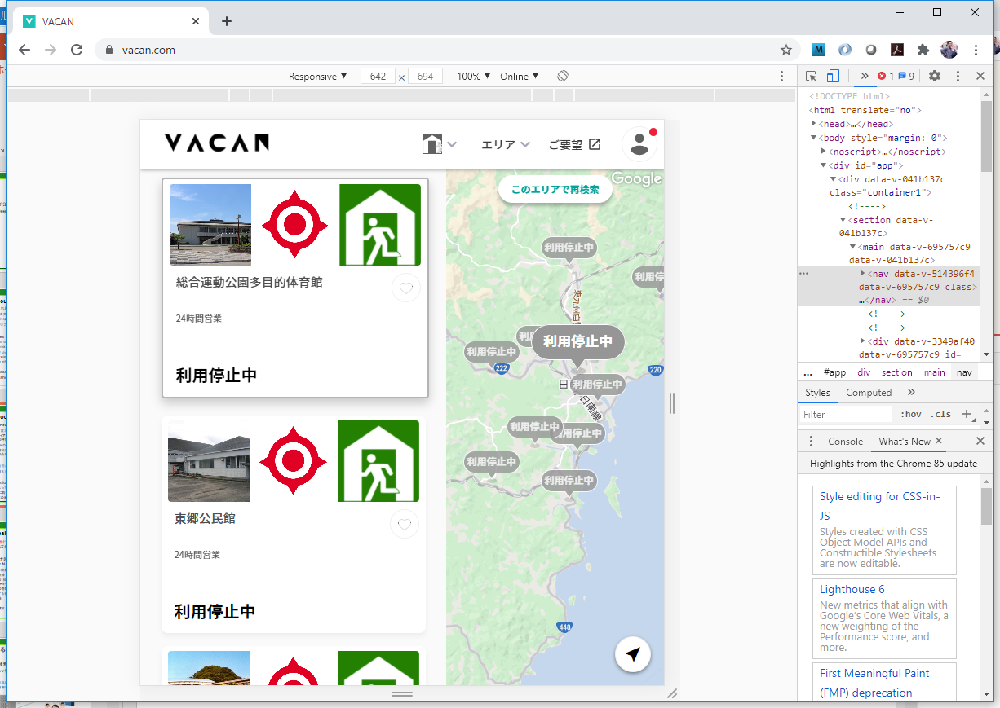 VACAN
vacan.com
Responsive ▼ 642 × 694 100% ▼ Online ▼
1 9
<!DOCTYPE html>
<html translate="no">
<head>…</head>
<body style="margin: 0">
<noscript>…</noscript>
<div id="app">
<div data-v-041b137c
class="container1">
<!---->
<section data-v-
041b137c>
<main data-v-695757c9
data-v-041b137c>
<nav data-v-514396f4
data-v-695757c9 class>
…</nav> == $0
<!---->
<!---->
<div data-v-3349af40
data-v-695757c9 id=
... #app div section main nav
Styles Computed
Filter :hov .cls
Console What's New
Highlights from the Chrome 85 update
Style editing for CSS-in-
JS
Styles created with CSS
Object Model APIs and
Constructible Stylesheets
are now editable.
Lighthouse 6
New metrics that align with
Google's Core Web Vitals, a
new weighting of the
Performance score, and
more.
First Meaningful Paint
(FMP) deprecation
VACAN
エリア
ご要望
総合運動公園多目的体育館
24時間営業
利用停止中
東郷公民館
24時間営業
利用停止中
このエリアで再検索
Google
利用停止中
利用停
東九州自
利
利用停止中
利用停止中
222
220
日
利用停止中
日南線
利用停止中
用停止中
利用停止中
利用停止中
448